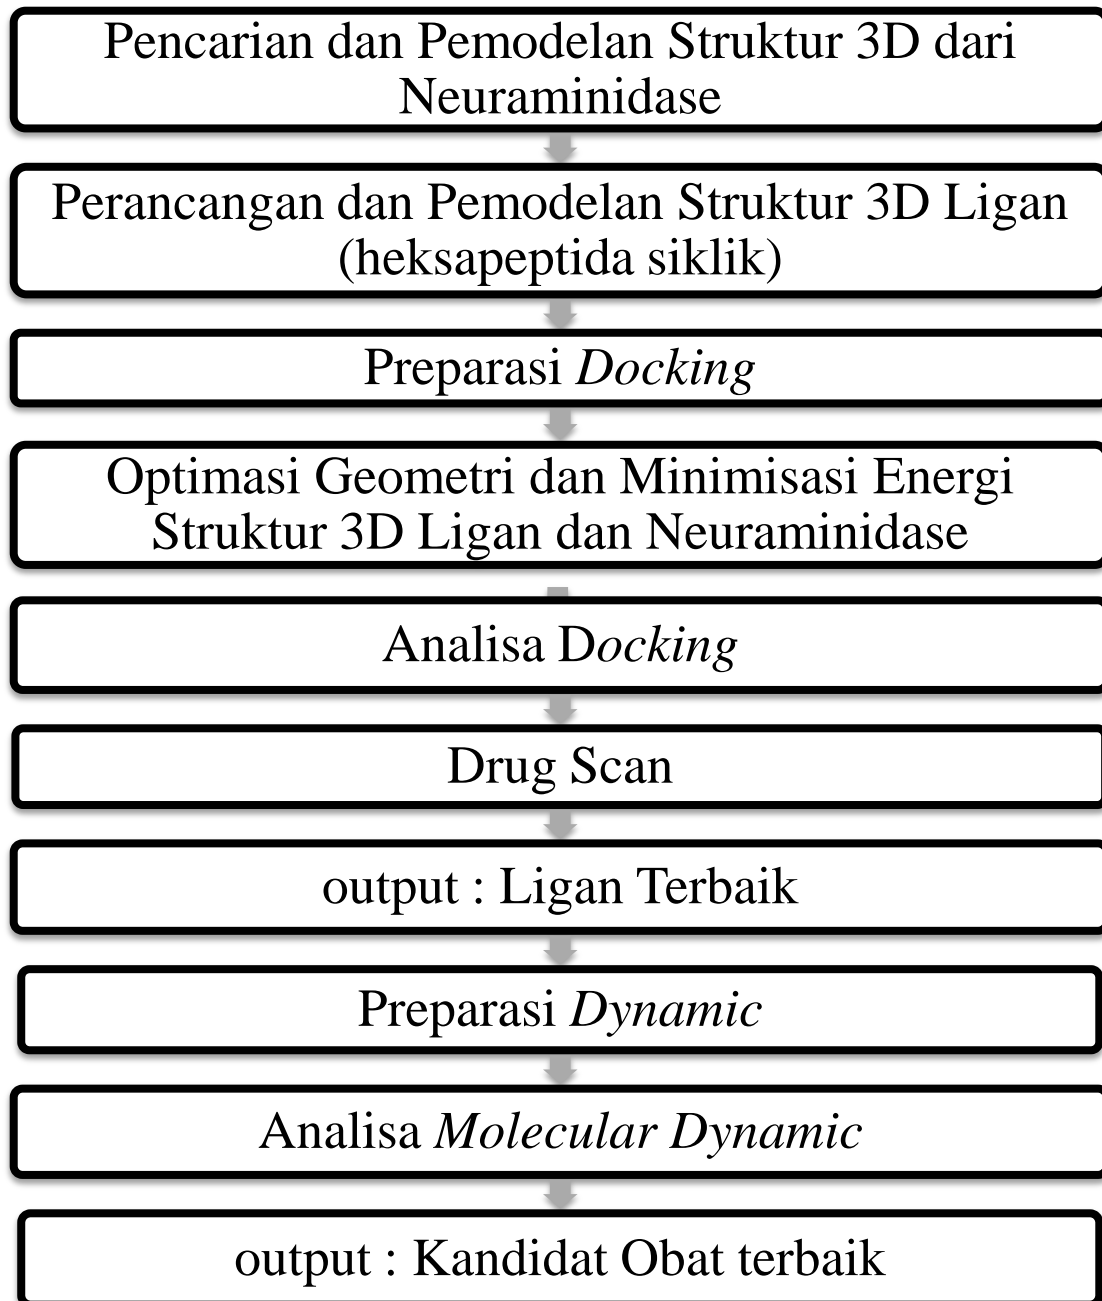 Pencarian dan Pemodelan Struktur 3D dari
Neuraminidase
Perancangan dan Pemodelan Struktur 3D Ligan
(heksapeptida siklik)
Preparasi Docking
Optimasi Geometri dan Minimisasi Energi
Struktur 3D Ligan dan Neuraminidase
Analisa Docking
Drug Scan
output : Ligan Terbaik
Preparasi Dynamic
Analisa Molecular Dynamic
output : Kandidat Obat terbaik